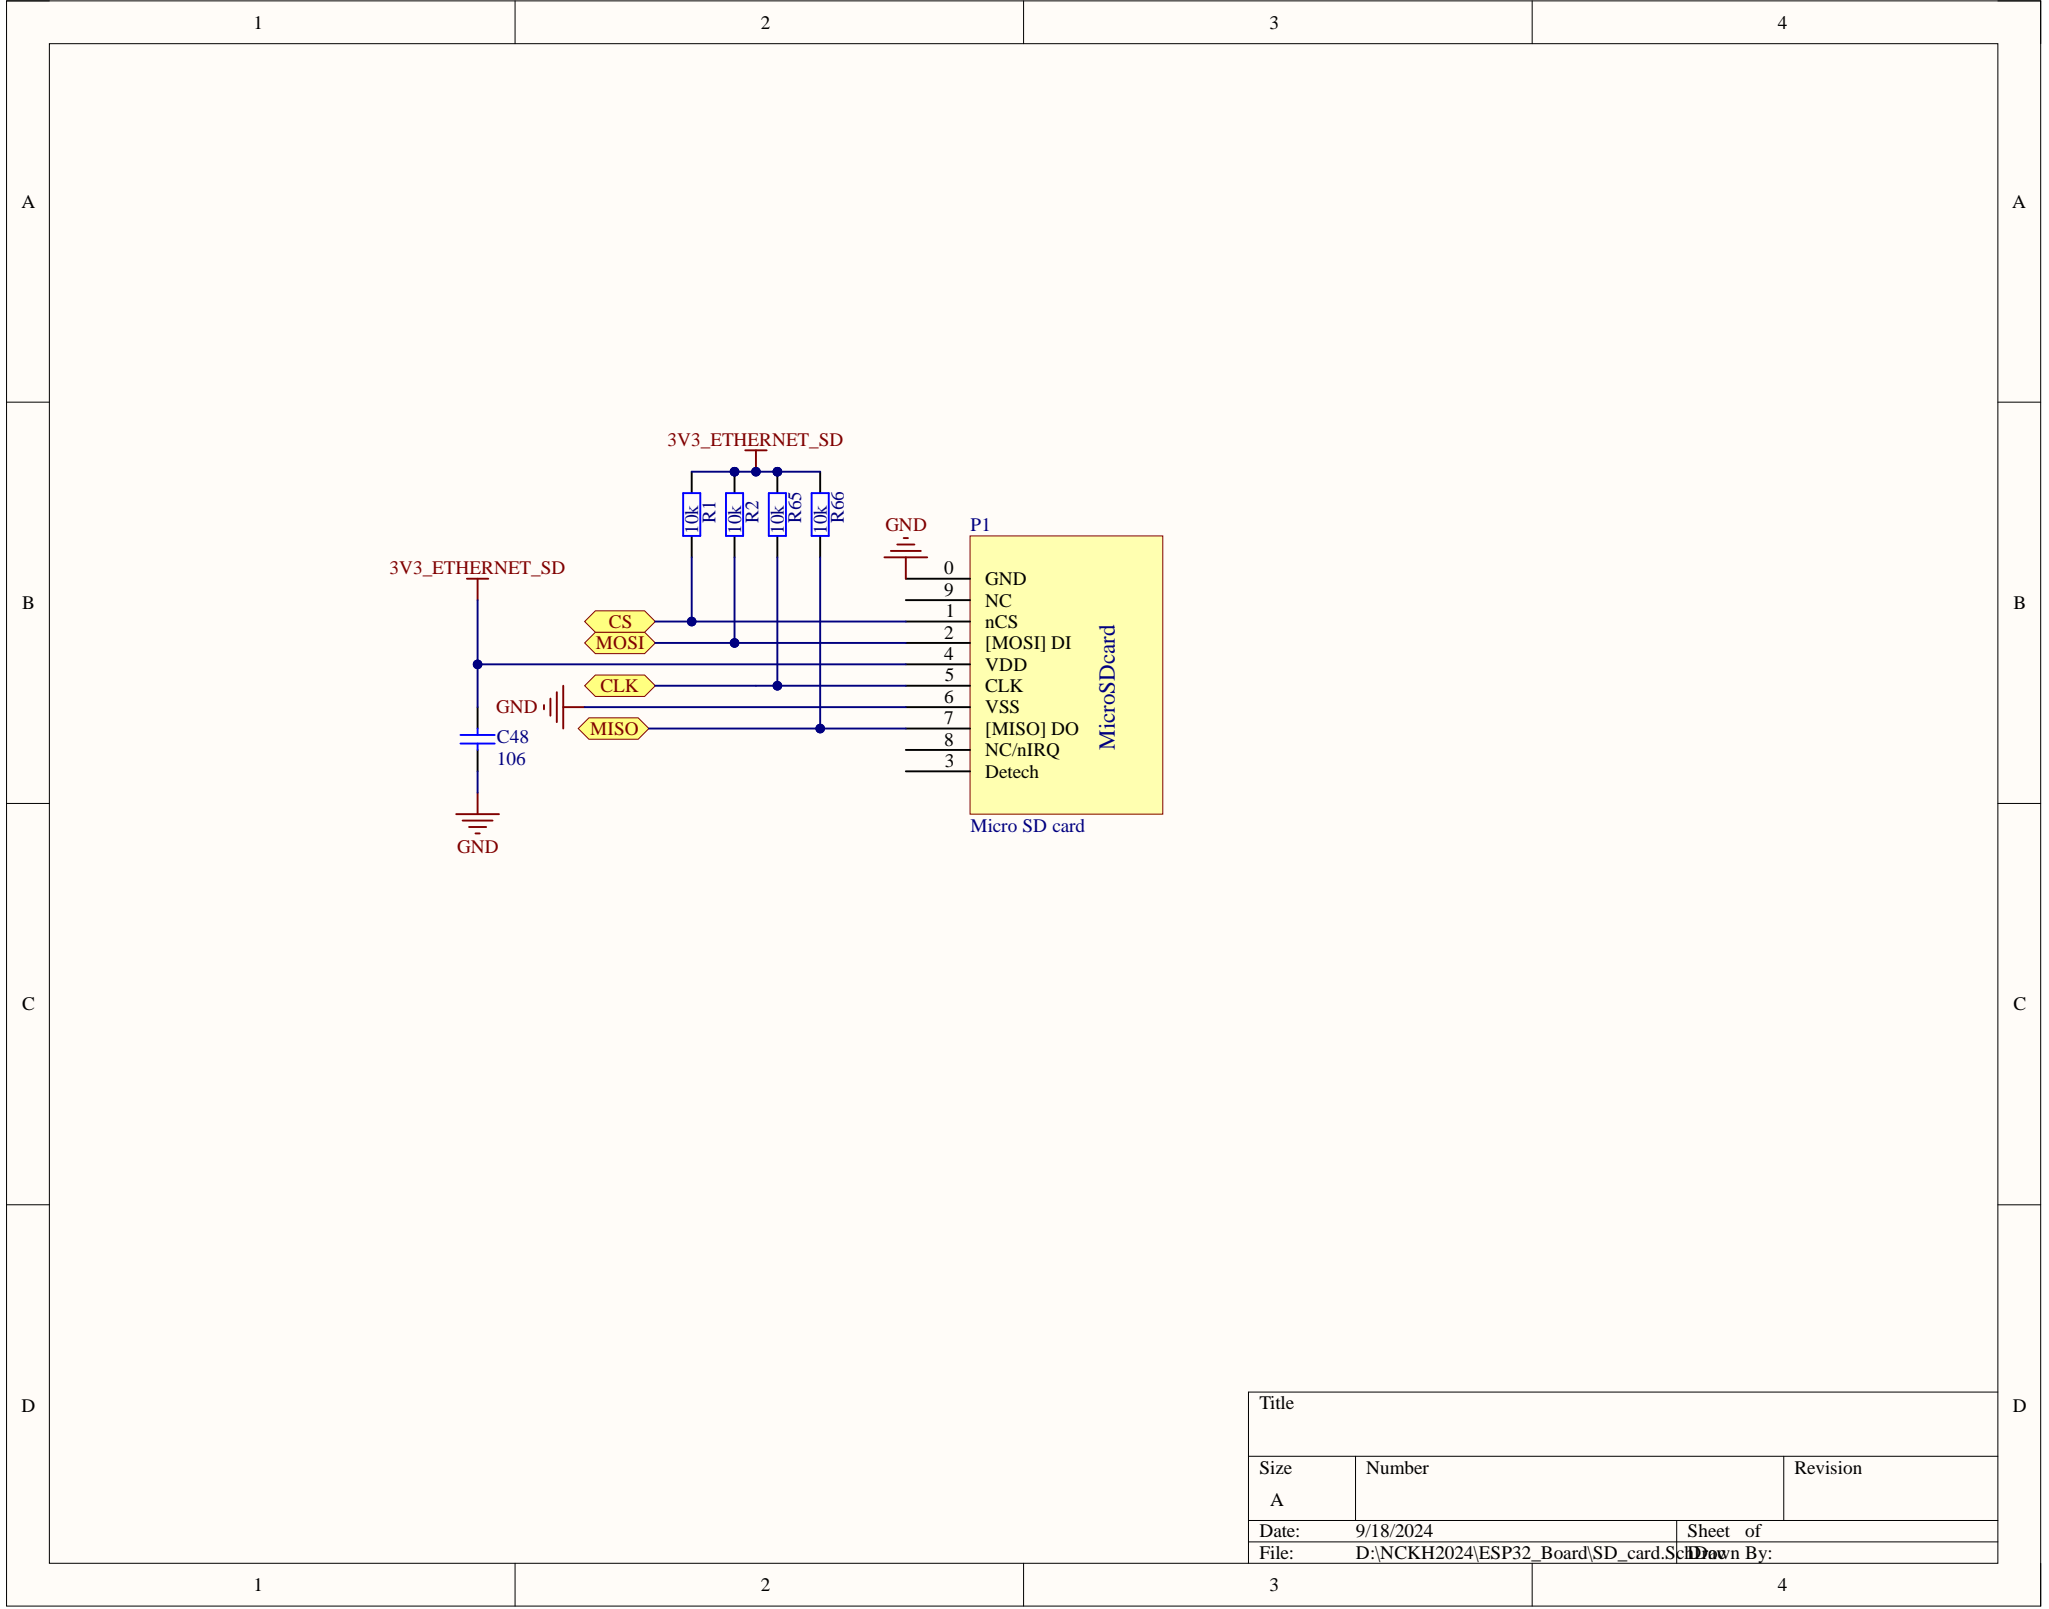 1 2 3 4
A A
3V3_ETHERNET_SD
10k R1 10k R2 10k R65 10k R66
GND P1
3V3_ETHERNET_SD
0 GND
B B
9 NC
CS 1 nCS
MOSI 2 [MOSI] DI
4 VDD
CLK 5 CLK
GND 6 VSS
MISO 7 [MISO] DO
MicroSDcard
C48 8 NC/nIRQ
106 3 Detech
Micro SD card
GND
C C
D D
Title
Size Number Revision
A
Date: 9/18/2024 Sheet of
File: D:\NCKH2024\ESP32_Board\SD_card.SchDoc Drawn By:
1 2 3 4